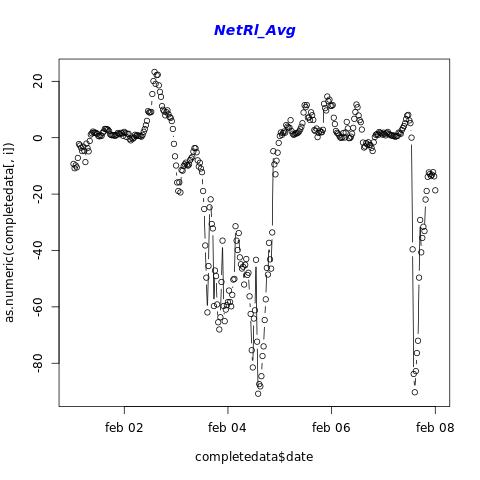 NetRl_Avg
as.numeric(completedata[, i])
20
0
-20
-40
-60
-80
feb 02
feb 04
feb 06
feb 08
completedata$date